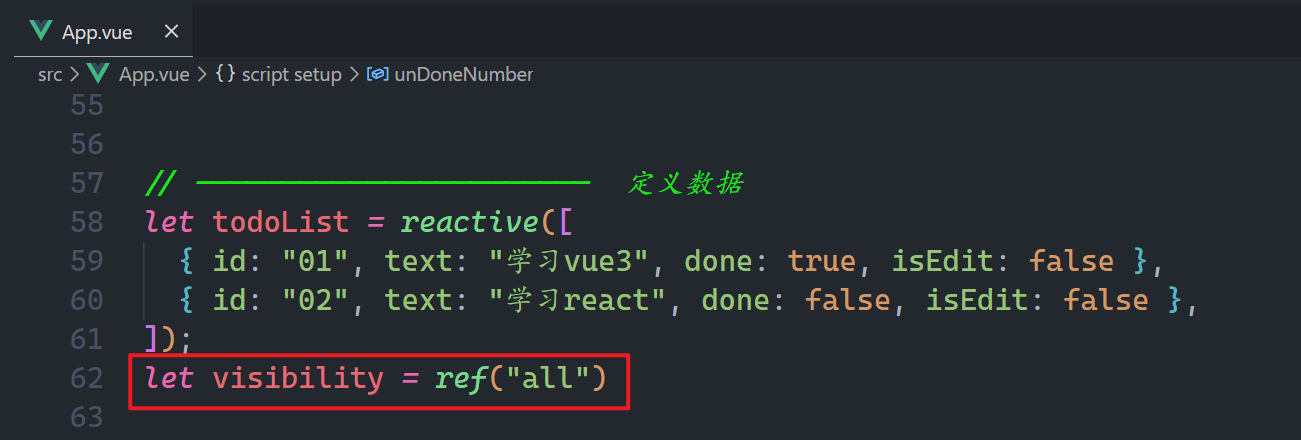 App.vue ×
src > App.vue > {} script setup > unDoneNumber
55
56
57 // ———————————————————————— 定义数据
58 let todoList = reactive([
59 { id: "01", text: "学习vue3", done: true, isEdit: false },
60 { id: "02", text: "学习react", done: false, isEdit: false },
61 ]);
62 let visibility = ref("all")
63